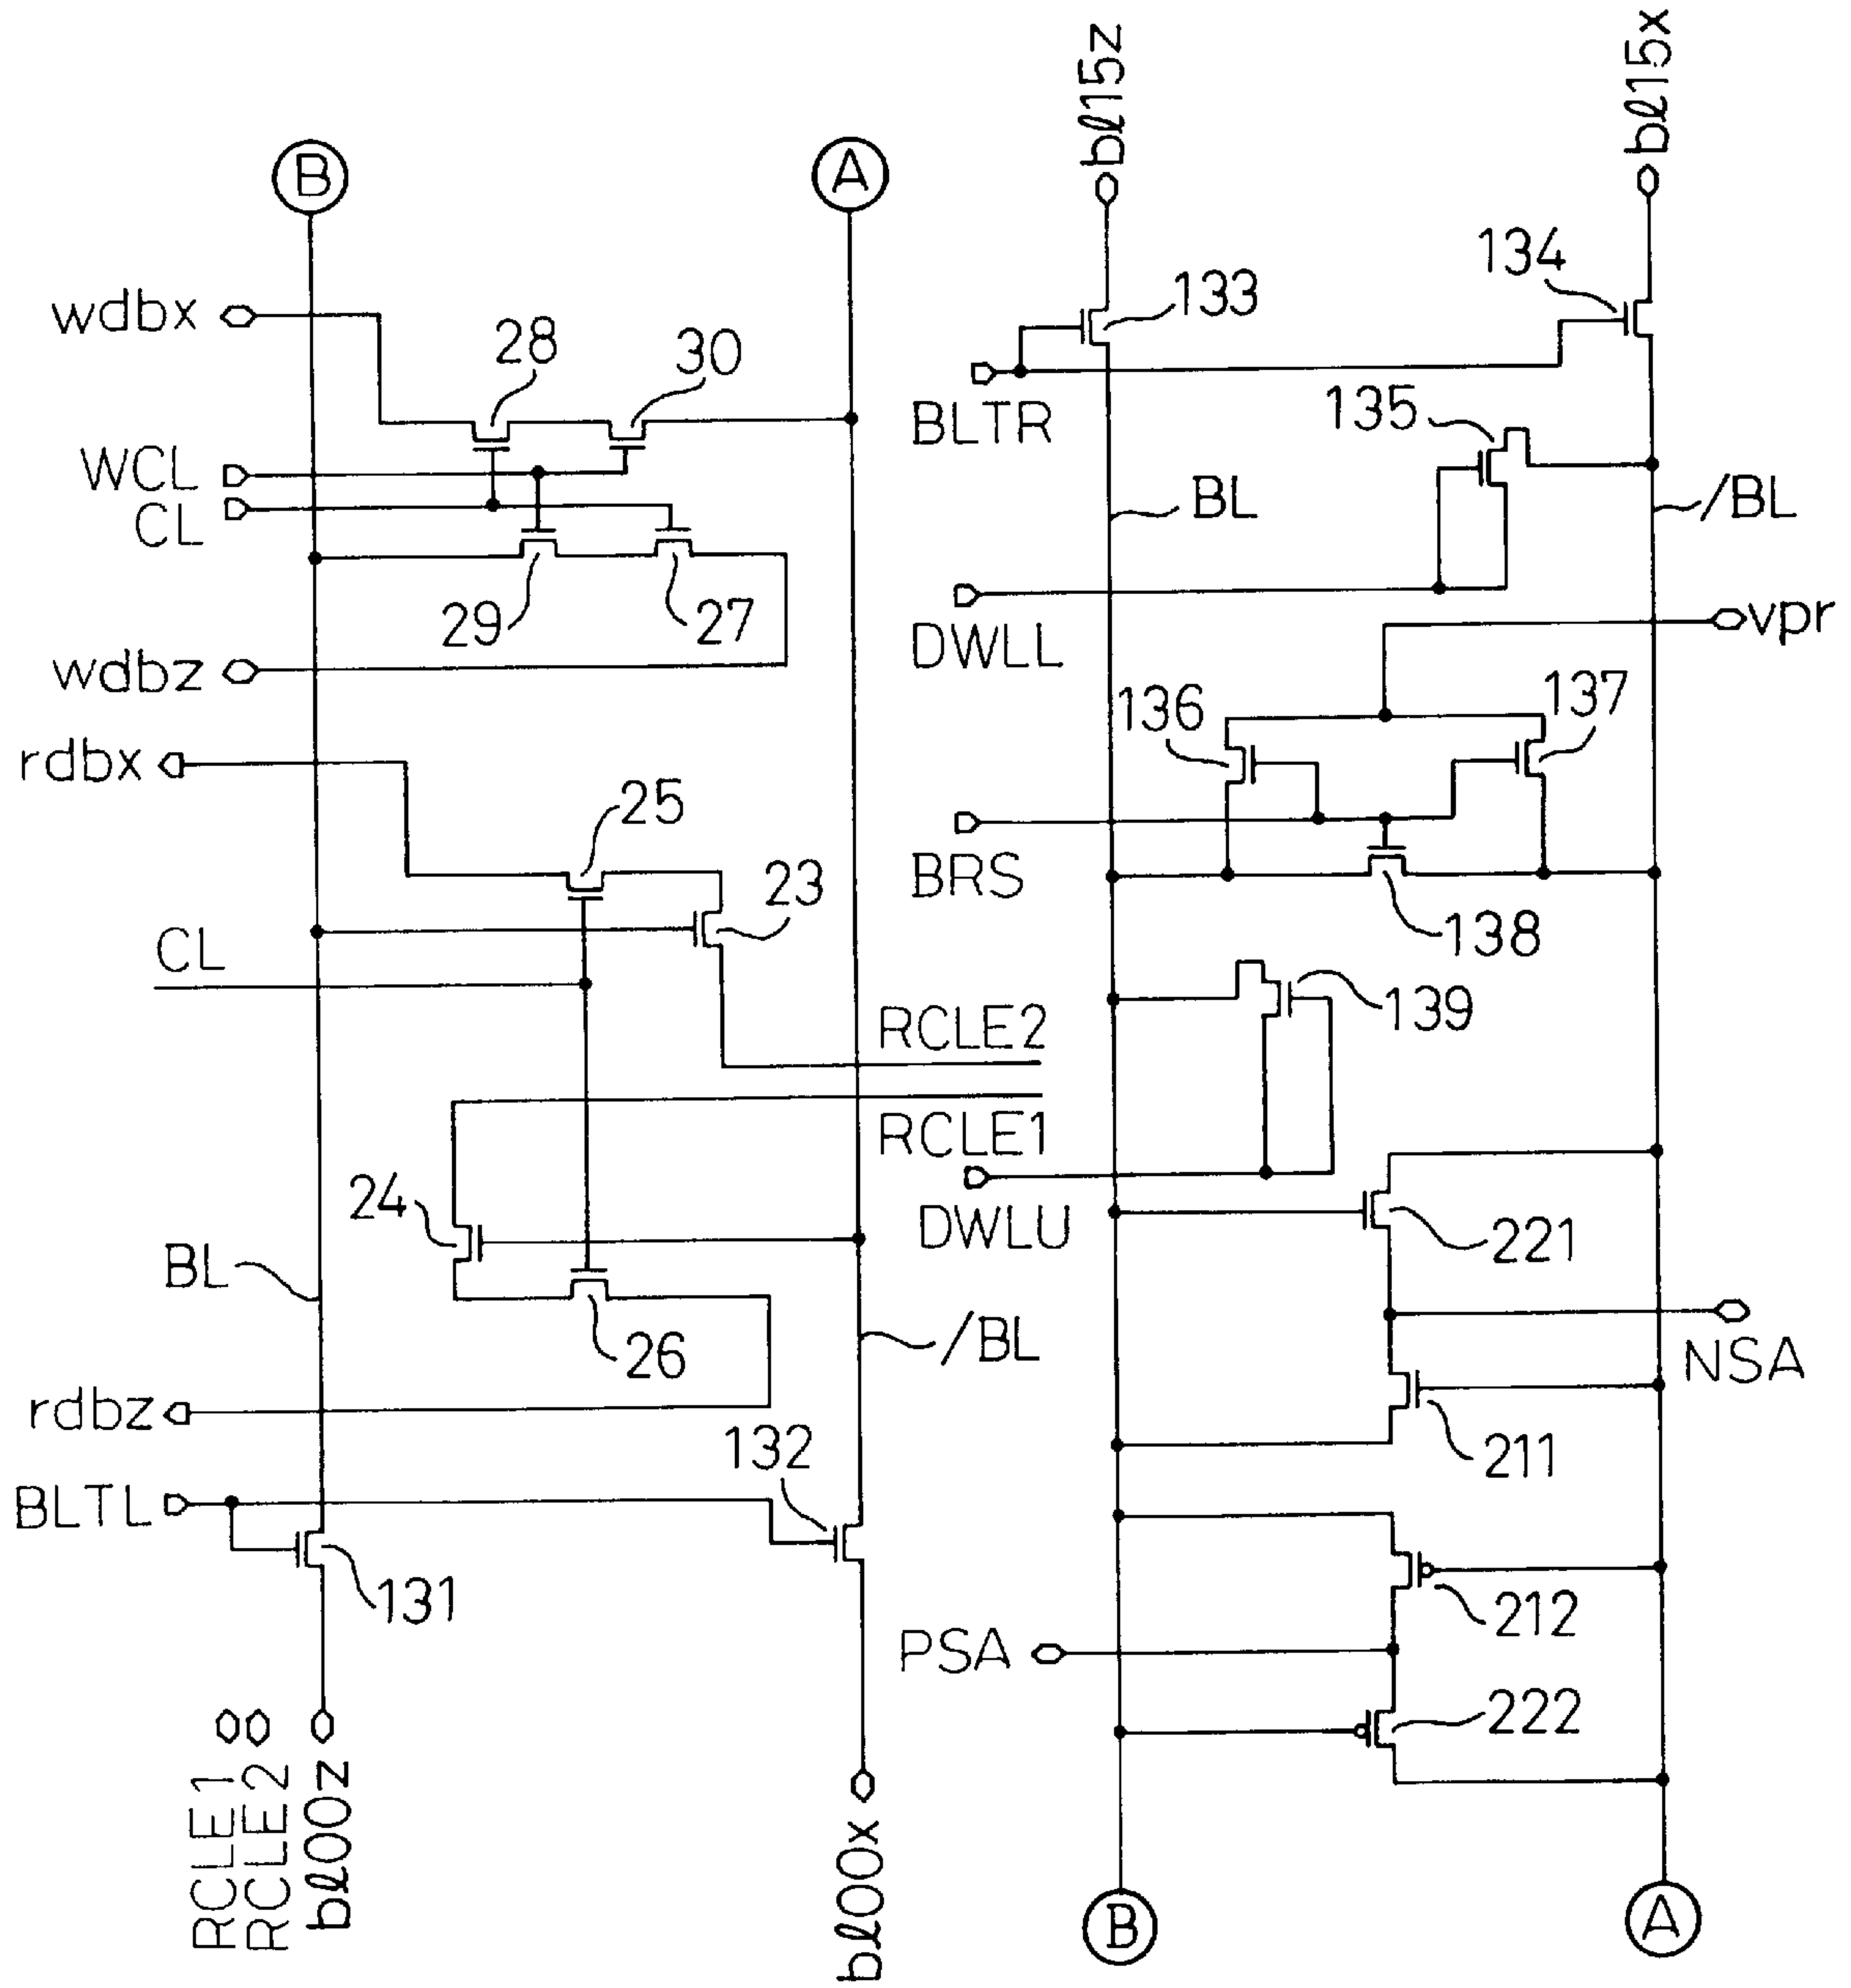 bℓ15z
bℓ15x
B
A
134
133
wdbx
28
30
135
BLTR
WCL
CL
BL
/BL
29
27
DWLL
vpr
wdbz
136
137
rdbx
25
23
BRS
138
CL
139
RCLE2
RCLE1
24
DWLU
221
BL
26
/BL
NSA
rdbz
132
211
BLTL
131
212
PSA
222
RCLE1
RCLE2
bℓ00z
bℓ00x
B
A